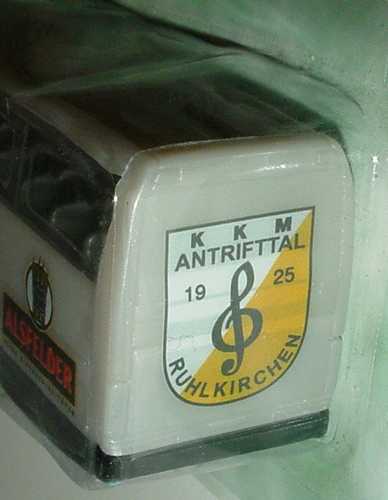 K K M
ANTRIFTTAL
19 25
RUHLKIRCHEN
ALSFELDER